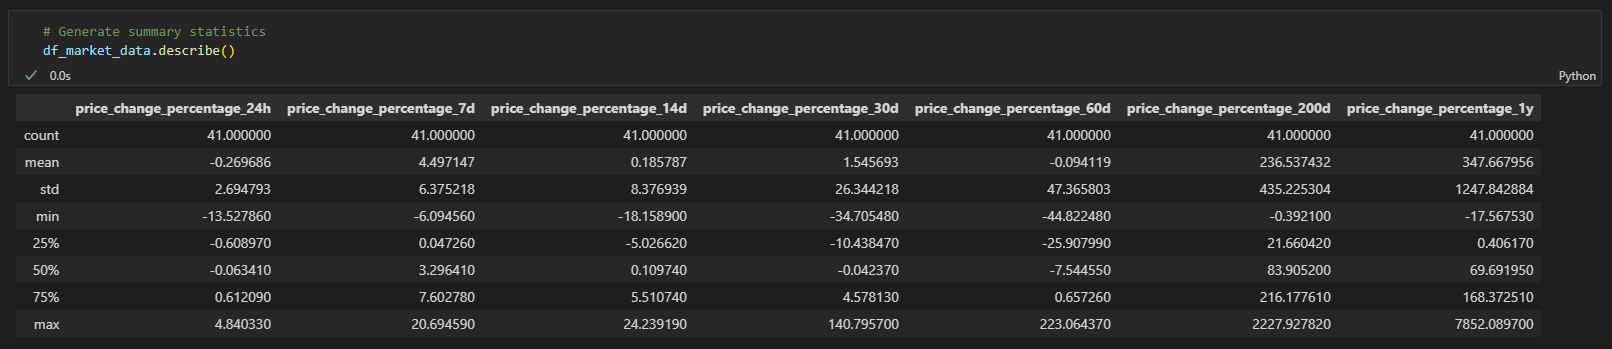 # Generate summary statistics
df_market_data.describe()
0.0s
Python
price_change_percentage_24h price_change_percentage_7d price_change_percentage_14d price_change_percentage_30d price_change_percentage_60d price_change_percentage_200d price_change_percentage_1y
count 41.000000 41.000000 41.000000 41.000000 41.000000 41.000000 41.000000
mean -0.269686 4.497147 0.185787 1.545693 -0.094119 236.537432 347.667956
std 2.694793 6.375218 8.376939 26.344218 47.365803 435.225304 1247.842884
min -13.527860 -6.094560 -18.158900 -34.705480 -44.822480 -0.392100 -17.567530
25% -0.608970 0.047260 -5.026620 -10.438470 -25.907990 21.660420 0.406170
50% -0.063410 3.296410 0.109740 -0.042370 -7.544550 83.905200 69.691950
75% 0.612090 7.602780 5.510740 4.578130 0.657260 216.177610 168.372510
max 4.840330 20.694590 24.239190 140.795700 223.064370 2227.927820 7852.089700